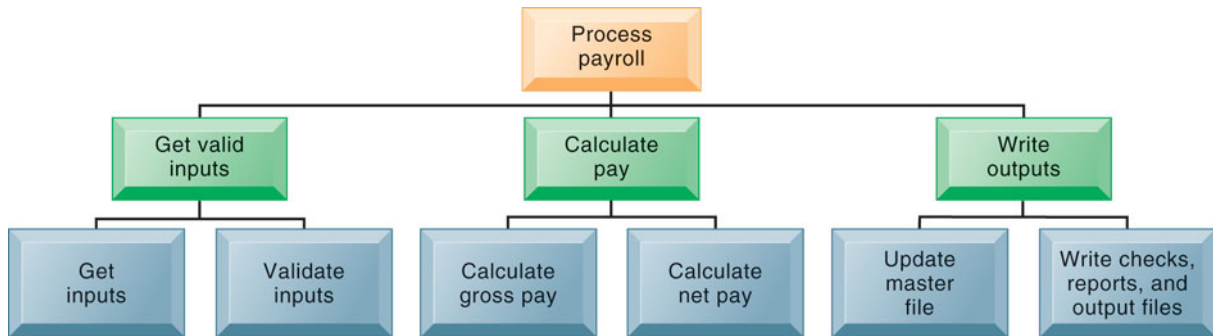 Process
payroll
Get valid
inputs
Calculate
pay
Write
outputs
Get
inputs
Validate
inputs
Calculate
gross pay
Calculate
net pay
Update
master
file
Write checks,
reports, and
output files